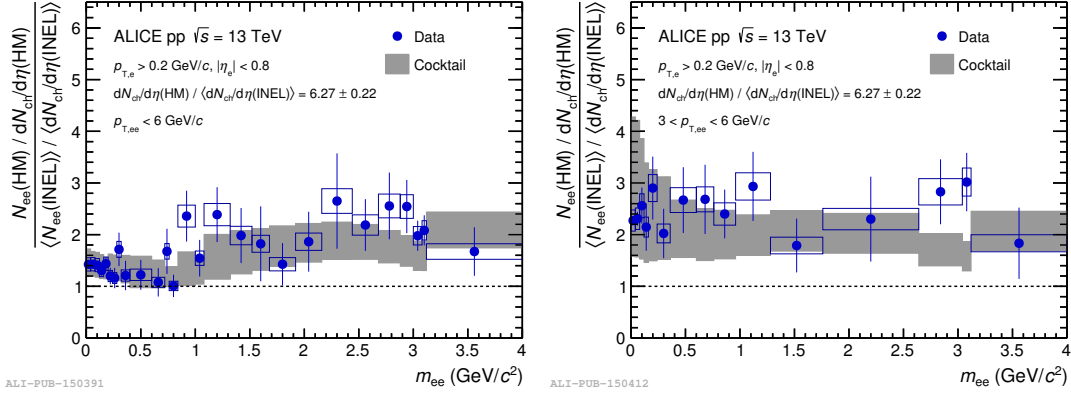 N_ee(HM) / dN_ch/dη(HM)
⟨N_ee(INEL)⟩ / ⟨dN_ch/dη(INEL)⟩
6
5
4
3
2
1
0
ALICE pp √s = 13 TeV
p_T,e > 0.2 GeV/c, |η_e| < 0.8
dN_ch/dη(HM) / ⟨dN_ch/dη(INEL)⟩ = 6.27 ± 0.22
p_T,ee < 6 GeV/c
Data
Cocktail
0 0.5 1 1.5 2 2.5 3 3.5 4
m_ee (GeV/c²)
ALI-PUB-150391
N_ee(HM) / dN_ch/dη(HM)
⟨N_ee(INEL)⟩ / ⟨dN_ch/dη(INEL)⟩
6
5
4
3
2
1
0
ALICE pp √s = 13 TeV
p_T,e > 0.2 GeV/c, |η_e| < 0.8
dN_ch/dη(HM) / ⟨dN_ch/dη(INEL)⟩ = 6.27 ± 0.22
3 < p_T,ee < 6 GeV/c
Data
Cocktail
0 0.5 1 1.5 2 2.5 3 3.5 4
m_ee (GeV/c²)
ALI-PUB-150412